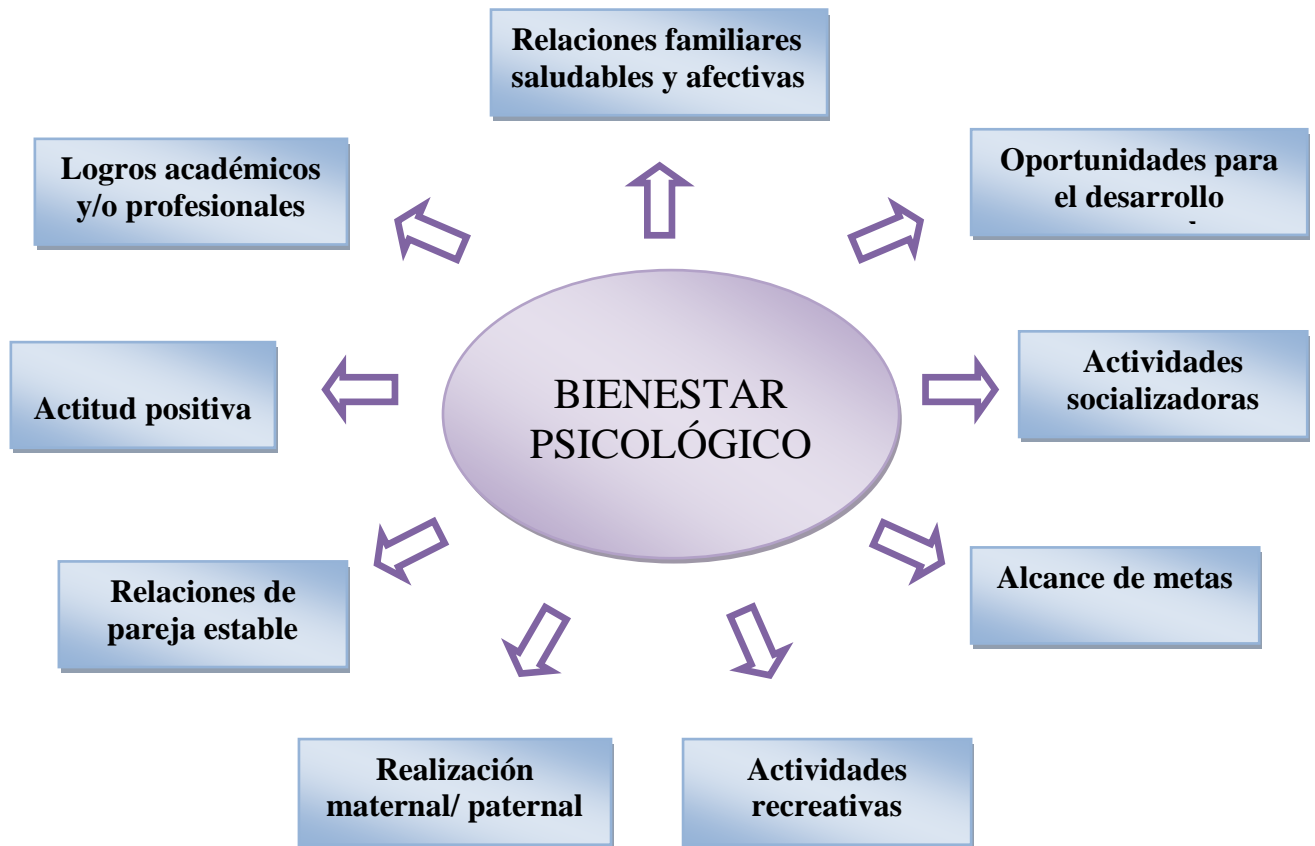 Relaciones familiares
saludables y afectivas
Oportunidades para
el desarrollo
Actividades
socializadoras
Alcance de metas
Actividades
recreativas
Realización
maternal/ paternal
Relaciones de
pareja estable
Actitud positiva
Logros académicos
y/o profesionales
BIENESTAR
PSICOLÓGICO